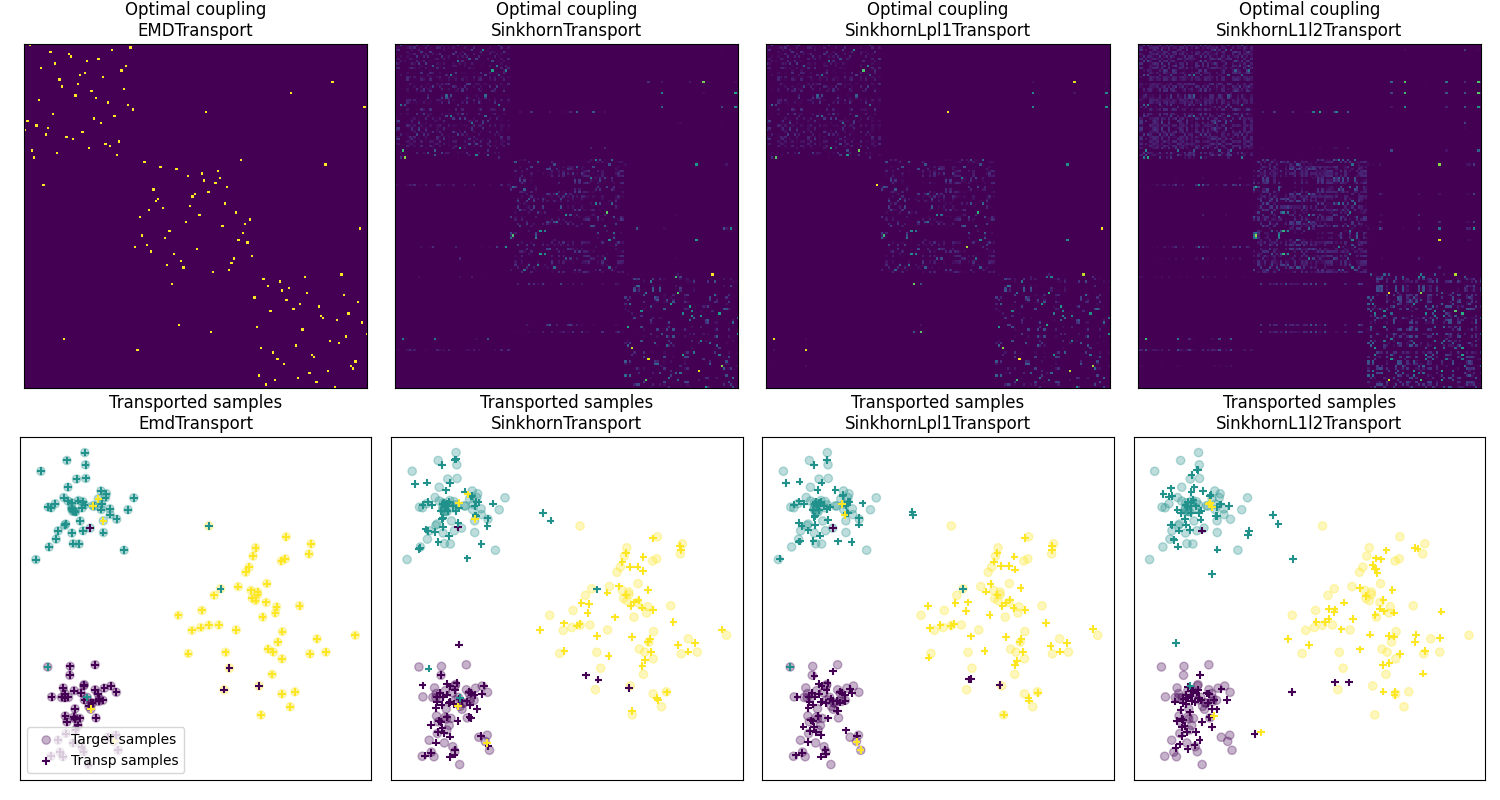 Optimal coupling
EMDTransport
Optimal coupling
SinkhornTransport
Optimal coupling
SinkhornLpl1Transport
Optimal coupling
SinkhornL1l2Transport
Transported samples
EmdTransport
Transported samples
SinkhornTransport
Transported samples
SinkhornLpl1Transport
Transported samples
SinkhornL1l2Transport
Target samples
Transp samples